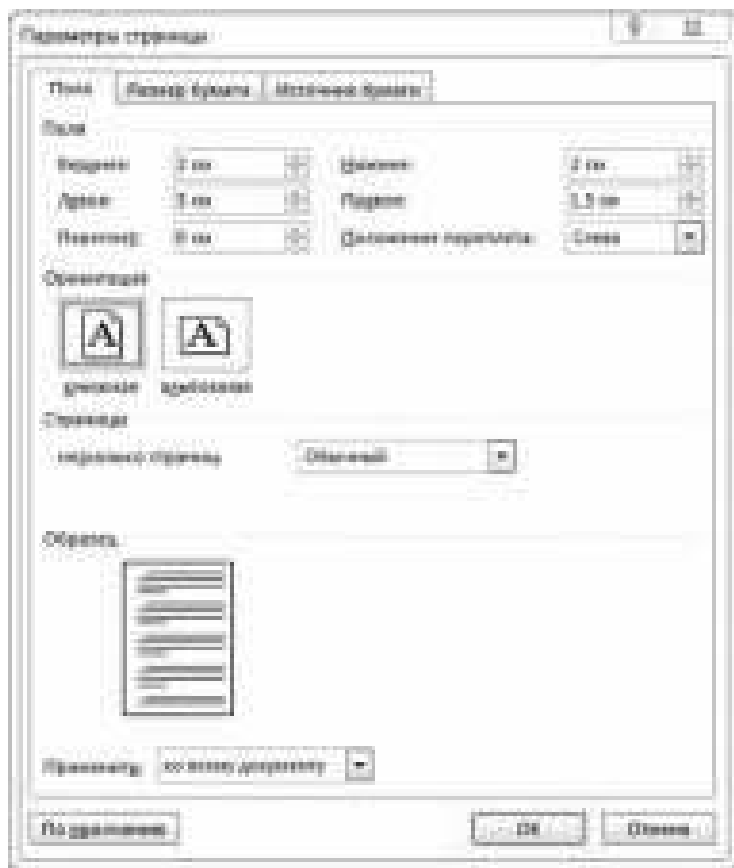 Параметры страницы
Поля Размер бумаги Источник бумаги
Поля
Верхнее: 2 см Нижнее: 2 см
Левое: 3 см Правое: 1,5 см
Переплет: 0 см Положение переплета: Слева
Ориентация
A A
книжная альбомная
Страницы
несколько страниц: Обычный
Образец
Применить: ко всему документу
По умолчанию ОК Отмена